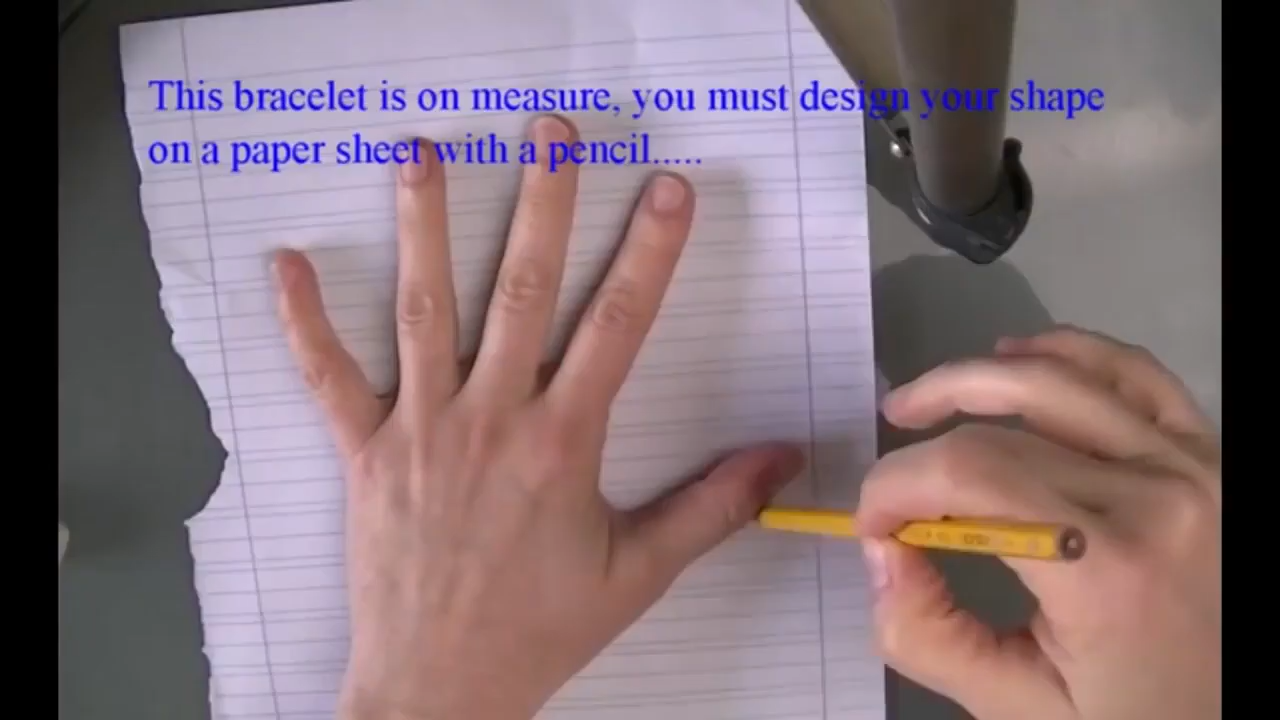 This bracelet is on measure, you must design your shape
on a paper sheet with a pencil.....